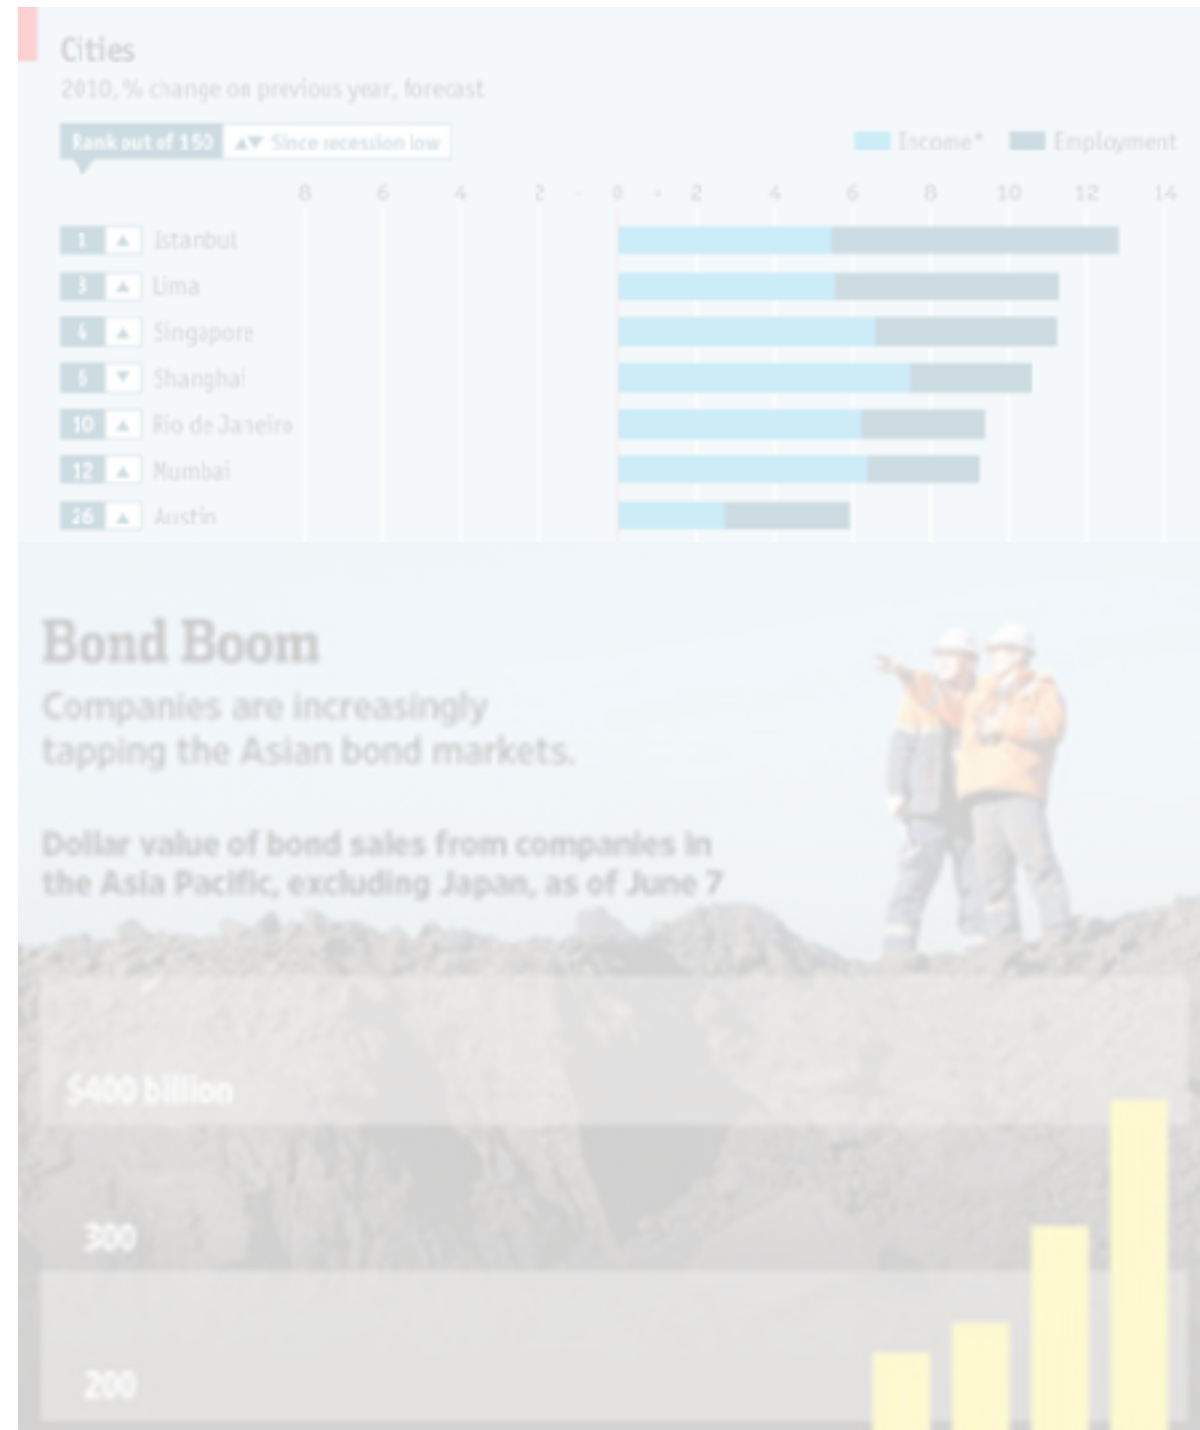 Cities
2010, % change on previous year, forecast
Rank out of 150 ▲▼ Since recession low
Income* Employment
8 6 4 2 - 0 + 2 4 6 8 10 12 14
1 ▲ Istanbul
3 ▲ Lima
4 ▲ Singapore
▼ Shanghai
10 ▲ Rio de Janeiro
12 ▲ Mumbai
26 ▲ Austin
Bond Boom
Companies are increasingly
tapping the Asian bond markets.
Dollar value of bond sales from companies in
the Asia Pacific, excluding Japan, as of June 7
$400 billion
300
200